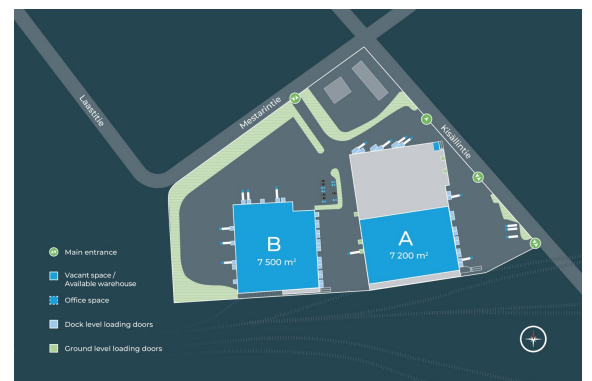 Laastitie
Mestarintie
Kisällintie
B
7 500 m²
A
7 200 m²
Main entrance
Vacant space /
Available warehouse
Office space
Dock level loading doors
Ground level loading doors